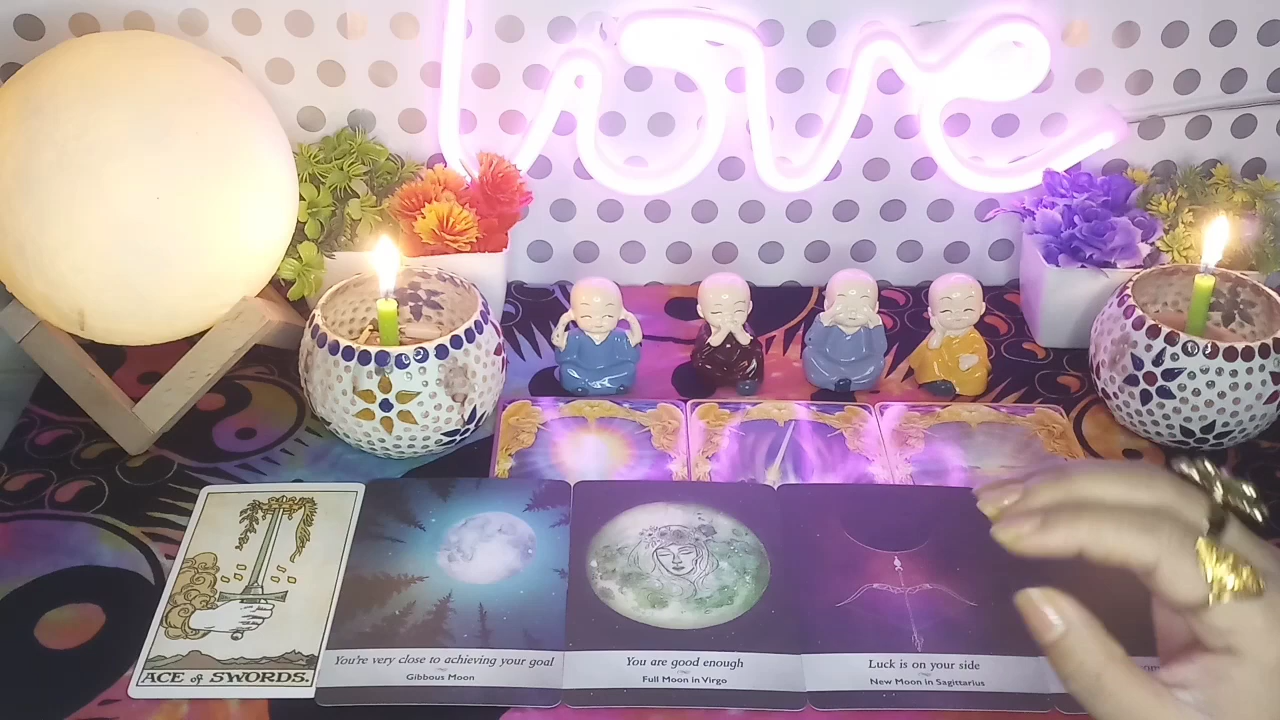 love
ACE of SWORDS.
You're very close to achieving your goal
Gibbous Moon
You are good enough
Full Moon in Virgo
Luck is on your side
New Moon in Sagittarius